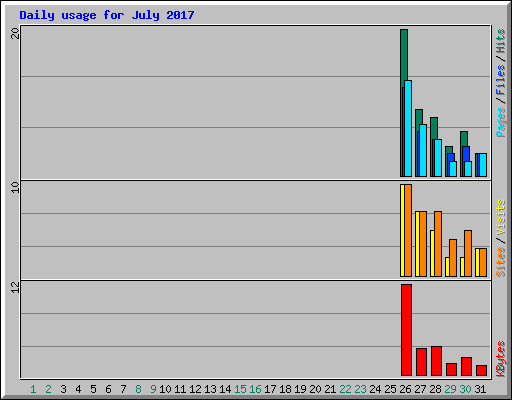 Daily usage for July 2017
20
10
12
Pages/Files/Hits
Sites/Visits
KBytes
1 2 3 4 5 6 7 8 9 10 11 12 13 14 15 16 17 18 19 20 21 22 23 24 25 26 27 28 29 30 31